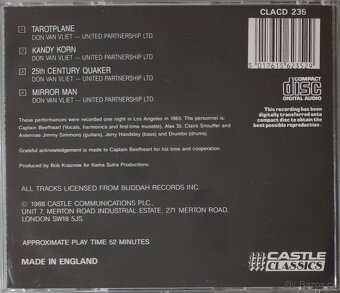 CLACD 235
1 TAROTPLANE
DON VAN VLIET — UNITED PARTNERSHIP LTD.
2 KANDY KORN
DON VAN VLIET — UNITED PARTNERSHIP LTD.
3 25th CENTURY QUAKER
DON VAN VLIET — UNITED PARTNERSHIP LTD.
4 MIRROR MAN
DON VAN VLIET — UNITED PARTNERSHIP LTD.
5 017615 623529
COMPACT
disc
DIGITAL AUDIO
This recording has been
digitally transferred onto
compact disc to obtain the
best possible reproduction.
These performances were recorded one night in Los Angeles in 1965. The personnel is:
Captain Beefheart (Vocals, harmonica and first-time musette), Alex St. Claire Snouffer and
Antennae Jimmy Simmons (guitars), Jerry Handsley (bass) and Drumbo (drums).
Grateful acknowledgement is made to Captain Beefheart for his time and cooperation.
Produced by Bob Krasnow for Kama Sutra Productions.
ALL TRACKS LICENSED FROM BUDDAH RECORDS INC.
© 1988 CASTLE COMMUNICATIONS PLC.,
UNIT 7, MERTON ROAD INDUSTRIAL ESTATE, 271 MERTON ROAD,
LONDON SW18 5JS
APPROXIMATE PLAY TIME 52 MINUTES
MADE IN ENGLAND
CASTLE
CLASSICS